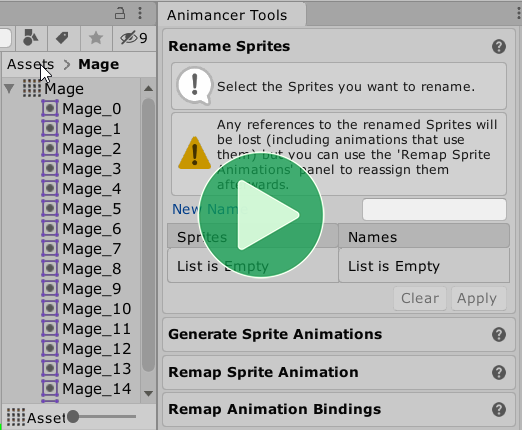 9
Assets > Mage
Mage
Mage_0
Mage_1
Mage_2
Mage_3
Mage_4
Mage_5
Mage_6
Mage_7
Mage_8
Mage_9
Mage_10
Mage_11
Mage_12
Mage_13
Mage_14
Asset
Animancer Tools
Rename Sprites
Select the Sprites you want to rename.
Any references to the renamed Sprites will
be lost (including animations that use
them) but you can use the 'Remap Sprite
Animations' panel to reassign them
afterwards.
New Name
Sprites Names
List is Empty List is Empty
Clear Apply
Generate Sprite Animations
Remap Sprite Animation
Remap Animation Bindings